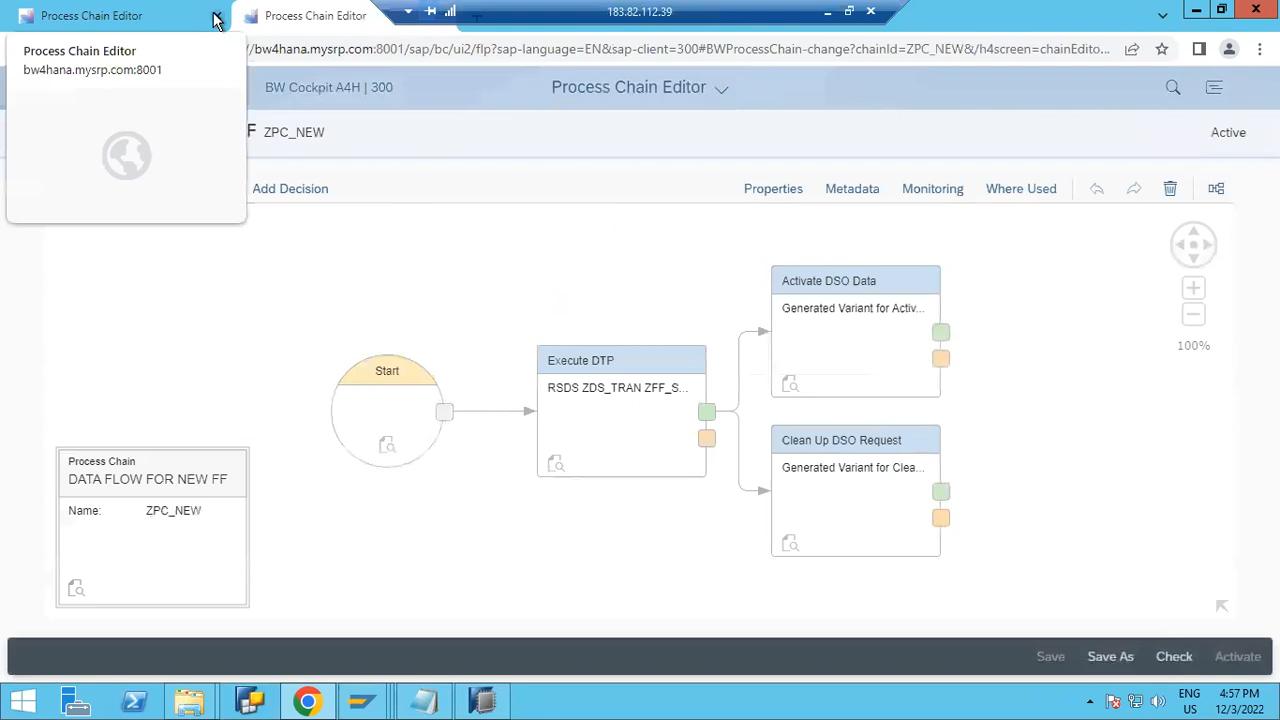 Process Chain Editor
Process Chain Editor
183.82.112.39
Process Chain Editor
bw4hana.mysrp.com:8001
//bw4hana.mysrp.com:8001/sap/bc/ui2/flp?sap-language=EN&sap-client=300#BWProcessChain-change?chainId=ZPC_NEW&/h4screen=chainEdito...
BW Cockpit A4H | 300
Process Chain Editor
F ZPC_NEW
Active
Add Decision
Properties
Metadata
Monitoring
Where Used
Activate DSO Data
Generated Variant for Activ...
100%
Start
Execute DTP
RSDS ZDS_TRAN ZFF_S...
Clean Up DSO Request
Generated Variant for Clea...
Process Chain
DATA FLOW FOR NEW FF
Name: ZPC_NEW
Save
Save As
Check
Activate
ENG
US
4:57 PM
12/3/2022